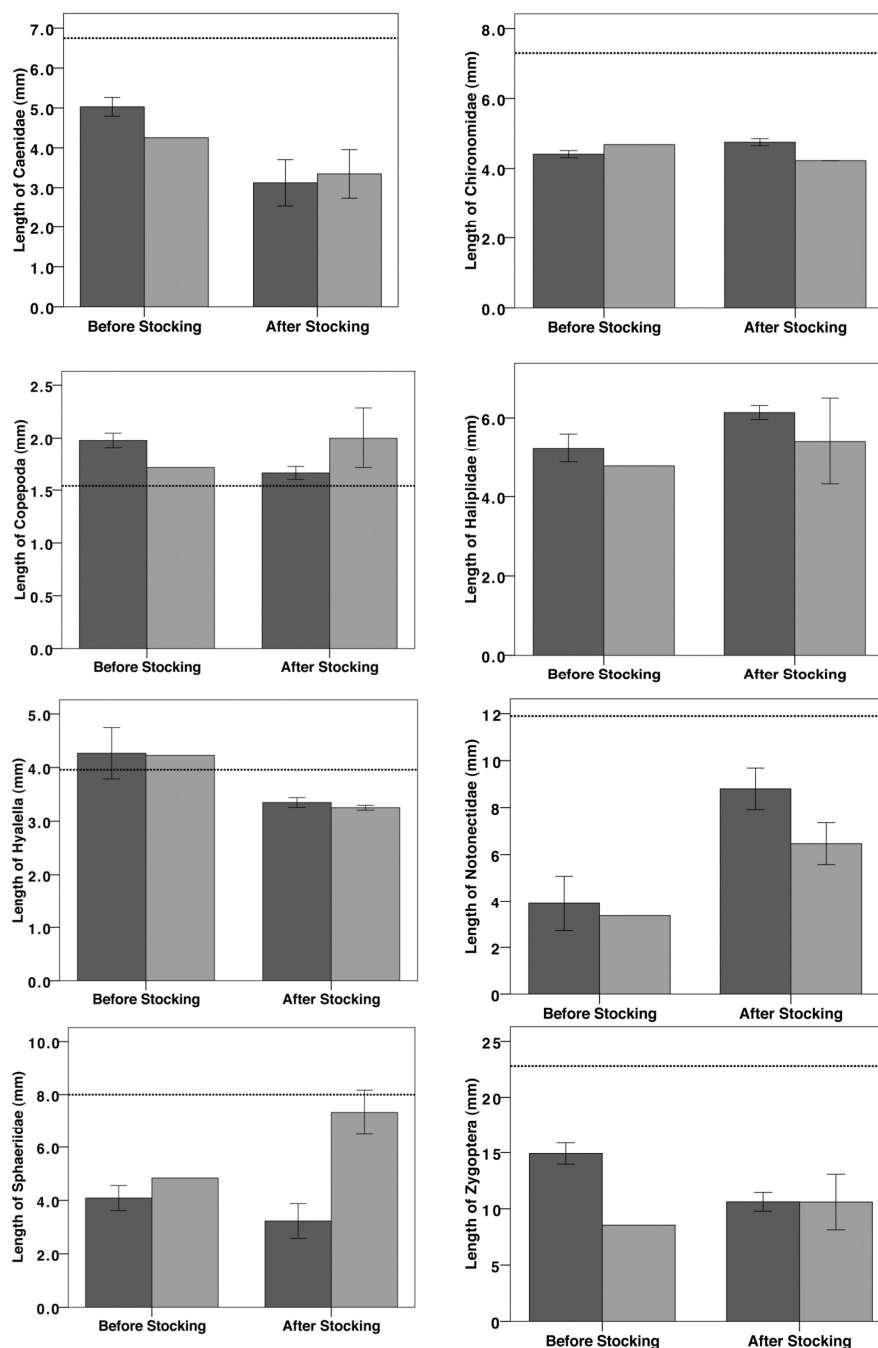 Length of Caenidae (mm)
7.0
6.0
5.0
4.0
3.0
2.0
1.0
0.0
Before Stocking
After Stocking
Length of Chironomidae (mm)
8.0
6.0
4.0
2.0
0.0
Before Stocking
After Stocking
Length of Copepoda (mm)
2.5
2.0
1.5
1.0
0.5
0.0
Before Stocking
After Stocking
Length of Haliplidae (mm)
6.0
4.0
2.0
0.0
Before Stocking
After Stocking
Length of Hyalella (mm)
5.0
4.0
3.0
2.0
1.0
0.0
Before Stocking
After Stocking
Length of Notonectidae (mm)
12
10
8
6
4
2
0
Before Stocking
After Stocking
Length of Sphaeriidae (mm)
10.0
8.0
6.0
4.0
2.0
0.0
Before Stocking
After Stocking
Length of Zygoptera (mm)
25
20
15
10
5
0
Before Stocking
After Stocking